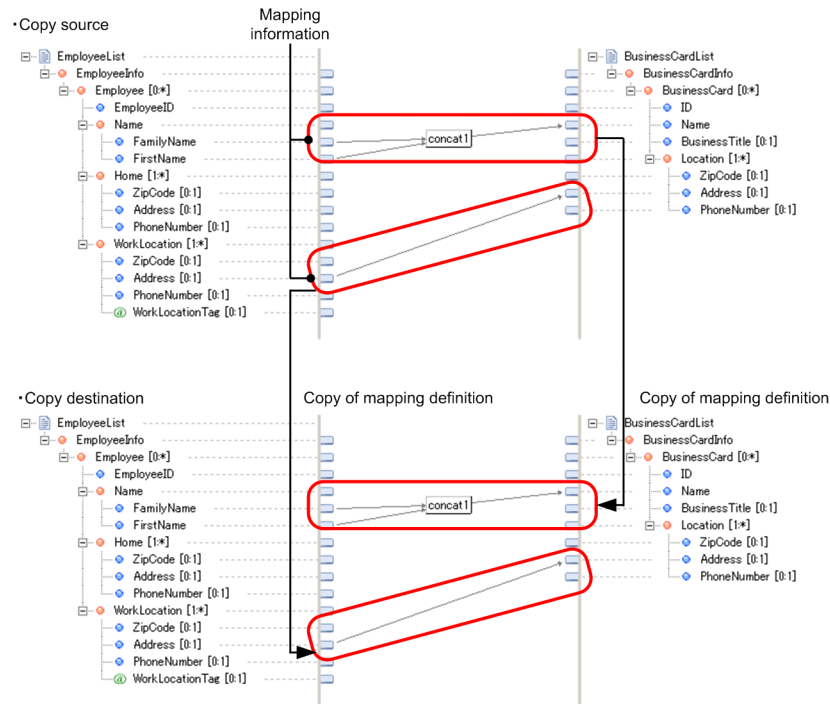 ・Copy source
Mapping
information
EmployeeList
EmployeeInfo
Employee [0:*]
EmployeeID
Name
FamilyName
FirstName
Home [1:*]
ZipCode [0:1]
Address [0:1]
PhoneNumber [0:1]
WorkLocation [1:*]
ZipCode [0:1]
Address [0:1]
PhoneNumber [0:1]
@ WorkLocationTag [0:1]
concat1
BusinessCardList
BusinessCardInfo
BusinessCard [0:*]
ID
Name
BusinessTitle [0:1]
Location [1:*]
ZipCode [0:1]
Address [0:1]
PhoneNumber [0:1]
・Copy destination
Copy of mapping definition
Copy of mapping definition
EmployeeList
EmployeeInfo
Employee [0:*]
EmployeeID
Name
FamilyName
FirstName
Home [1:*]
ZipCode [0:1]
Address [0:1]
PhoneNumber [0:1]
WorkLocation [1:*]
ZipCode [0:1]
Address [0:1]
PhoneNumber [0:1]
@ WorkLocationTag [0:1]
concat1
BusinessCardList
BusinessCardInfo
BusinessCard [0:*]
ID
Name
BusinessTitle [0:1]
Location [1:*]
ZipCode [0:1]
Address [0:1]
PhoneNumber [0:1]